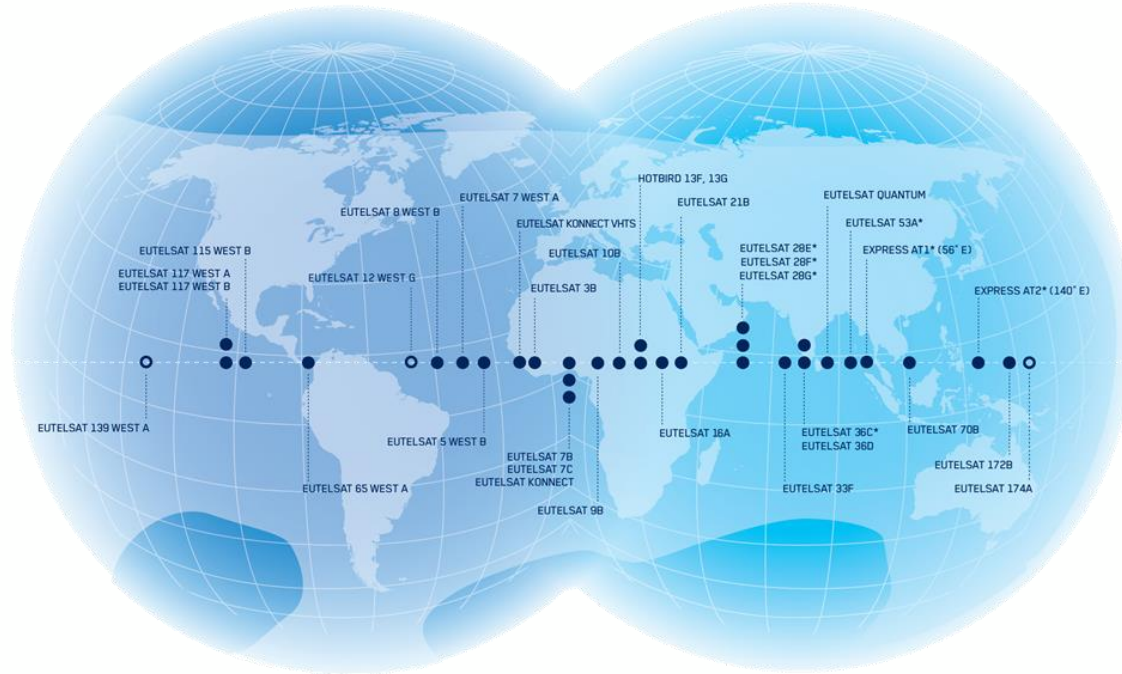 HOTBIRD 13F, 13G
EUTELSAT 7 WEST A
EUTELSAT QUANTUM
EUTELSAT 21B
EUTELSAT 8 WEST B
EUTELSAT KONNECT VHTS
EUTELSAT 53A*
EUTELSAT 115 WEST B
EUTELSAT 10B
EUTELSAT 28E*
EUTELSAT 28F*
EUTELSAT 28G*
EXPRESS AT1* (56° E)
EUTELSAT 117 WEST A
EUTELSAT 117 WEST B
EUTELSAT 12 WEST G
EUTELSAT 3B
EXPRESS AT2* (140° E)
EUTELSAT 139 WEST A
EUTELSAT 5 WEST B
EUTELSAT 16A
EUTELSAT 36C*
EUTELSAT 36D
EUTELSAT 70B
EUTELSAT 7B
EUTELSAT 7C
EUTELSAT KONNECT
EUTELSAT 172B
EUTELSAT 65 WEST A
EUTELSAT 33F
EUTELSAT 174A
EUTELSAT 9B